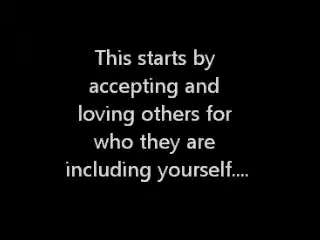 This starts by
accepting and
loving others for
who they are
including yourself....